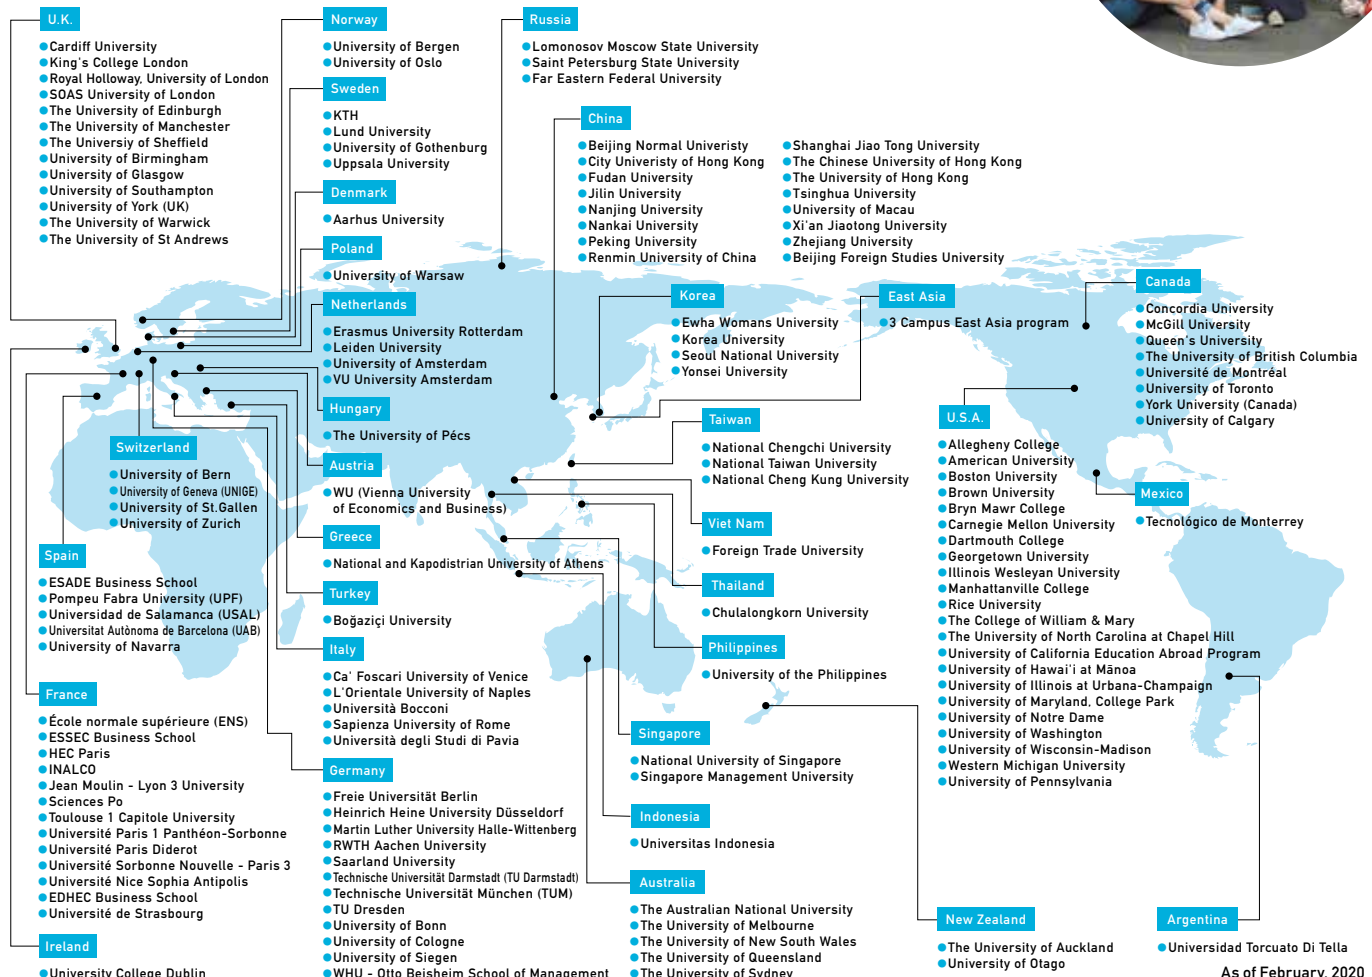 U.K.
Cardiff University
King's College London
Royal Holloway, University of London
SOAS University of London
The University of Edinburgh
The University of Manchester
The Universiy of Sheffield
University of Birmingham
University of Glasgow
University of Southampton
University of York (UK)
The University of Warwick
The University of St Andrews
Norway
University of Bergen
University of Oslo
Sweden
KTH
Lund University
University of Gothenburg
Uppsala University
Denmark
Aarhus University
Poland
University of Warsaw
Netherlands
Erasmus University Rotterdam
Leiden University
University of Amsterdam
VU University Amsterdam
Hungary
The University of Pécs
Austria
WU (Vienna University
of Economics and Business)
Greece
National and Kapodistrian University of Athens
Turkey
Boğaziçi University
Italy
Ca' Foscari University of Venice
L'Orientale University of Naples
Università Bocconi
Sapienza University of Rome
Università degli Studi di Pavia
Germany
Freie Universität Berlin
Heinrich Heine University Düsseldorf
Martin Luther University Halle-Wittenberg
RWTH Aachen University
Saarland University
Technische Universität Darmstadt (TU Darmstadt)
Technische Universität München (TUM)
TU Dresden
University of Bonn
University of Cologne
University of Siegen
WHU - Otto Beisheim School of Management
Switzerland
University of Bern
University of Geneva (UNIGE)
University of St.Gallen
University of Zurich
Spain
ESADE Business School
Pompeu Fabra University (UPF)
Universidad de Salamanca (USAL)
Universitat Autònoma de Barcelona (UAB)
University of Navarra
France
École normale supérieure (ENS)
ESSEC Business School
HEC Paris
INALCO
Jean Moulin - Lyon 3 University
Sciences Po
Toulouse 1 Capitole University
Université Paris 1 Panthéon-Sorbonne
Université Paris Diderot
Université Sorbonne Nouvelle - Paris 3
Université Nice Sophia Antipolis
EDHEC Business School
Université de Strasbourg
Ireland
University College Dublin
Russia
Lomonosov Moscow State University
Saint Petersburg State University
Far Eastern Federal University
China
Beijing Normal Univeristy
City Univeristy of Hong Kong
Fudan University
Jilin University
Nanjing University
Nankai University
Peking University
Renmin University of China
Shanghai Jiao Tong University
The Chinese University of Hong Kong
The University of Hong Kong
Tsinghua University
University of Macau
Xi'an Jiaotong University
Zhejiang University
Beijing Foreign Studies University
Korea
Ewha Womans University
Korea University
Seoul National University
Yonsei University
East Asia
3 Campus East Asia program
Taiwan
National Chengchi University
National Taiwan University
National Cheng Kung University
Viet Nam
Foreign Trade University
Thailand
Chulalongkorn University
Philippines
University of the Philippines
Singapore
National University of Singapore
Singapore Management University
Indonesia
Universitas Indonesia
Australia
The Australian National University
The University of Melbourne
The University of New South Wales
The University of Queensland
The University of Sydney
Canada
Concordia University
McGill University
Queen's University
The University of British Columbia
Université de Montréal
University of Toronto
York University (Canada)
University of Calgary
U.S.A.
Allegheny College
American University
Boston University
Brown University
Bryn Mawr College
Carnegie Mellon University
Dartmouth College
Georgetown University
Illinois Wesleyan University
Manhattanville College
Rice University
The College of William & Mary
The University of North Carolina at Chapel Hill
University of California Education Abroad Program
University of Hawai'i at Mānoa
University of Illinois at Urbana-Champaign
University of Maryland, College Park
University of Notre Dame
University of Washington
University of Wisconsin-Madison
Western Michigan University
University of Pennsylvania
Mexico
Tecnológico de Monterrey
New Zealand
The University of Auckland
University of Otago
Argentina
Universidad Torcuato Di Tella
As of February, 2020